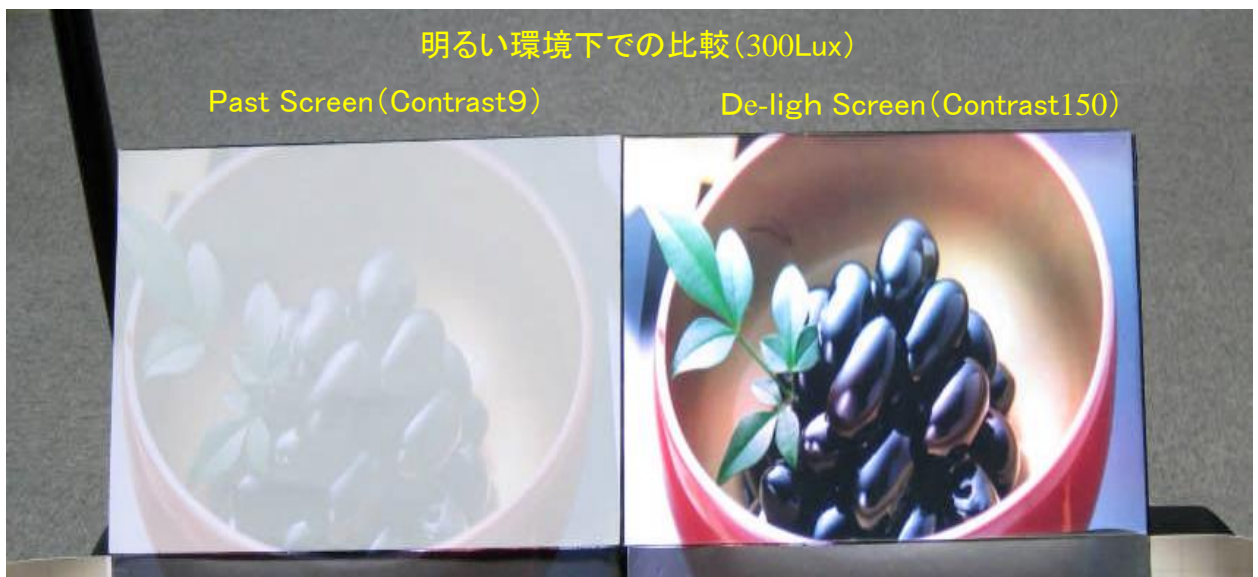 明るい環境下での比較（300Lux）
Past Screen（Contrast９）
De-ligh Screen（Contrast150）